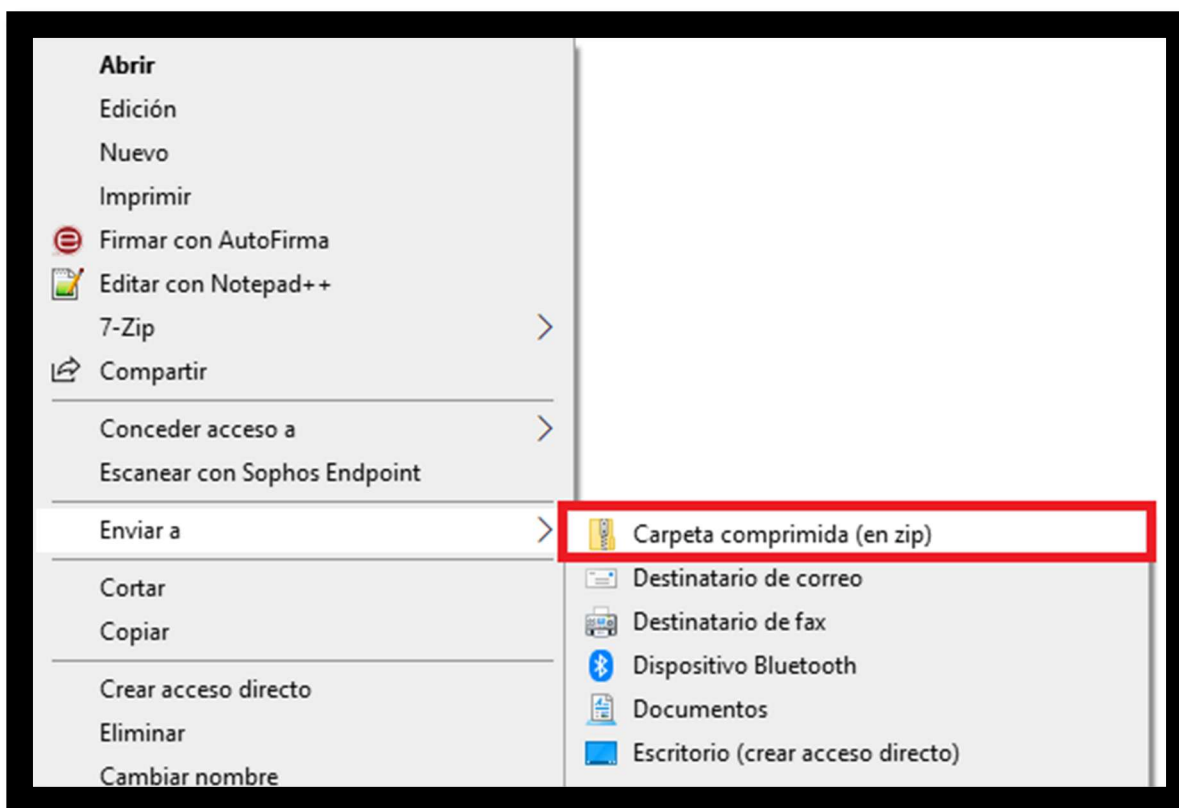 Abrir
Edición
Nuevo
Imprimir
Firmar con AutoFirma
Editar con Notepad++
7-Zip
Compartir
Conceder acceso a
Escanear con Sophos Endpoint
Enviar a
Cortar
Copiar
Crear acceso directo
Eliminar
Cambiar nombre
Carpeta comprimida (en zip)
Destinatario de correo
Destinatario de fax
Dispositivo Bluetooth
Documentos
Escritorio (crear acceso directo)